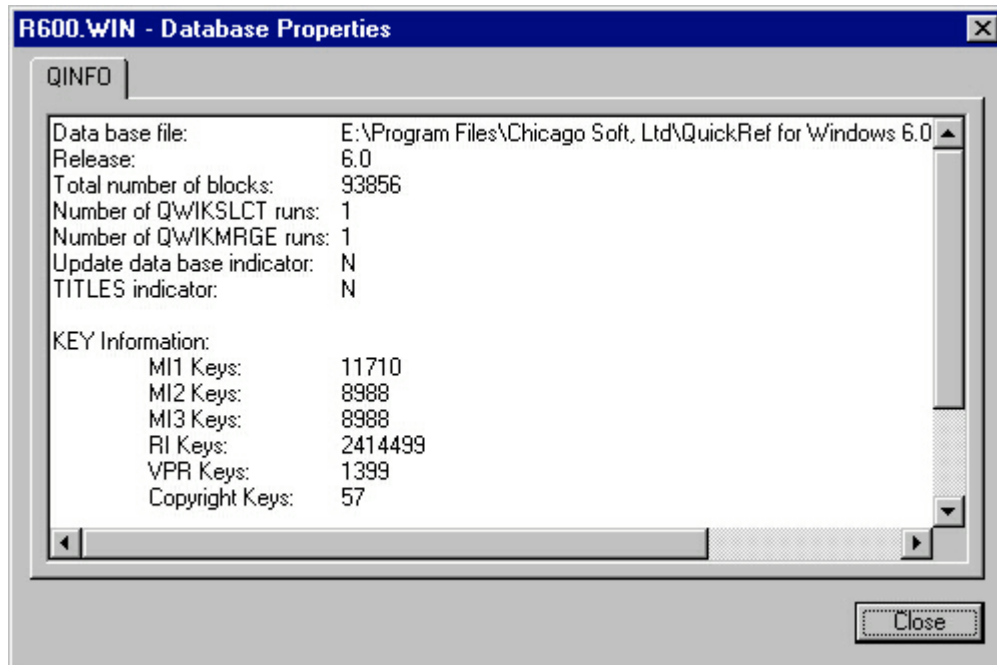 R600.WIN - Database Properties
QINFO
Data base file: E:\Program Files\Chicago Soft, Ltd\QuickRef for Windows 6.0
Release: 6.0
Total number of blocks: 93856
Number of QWIKSLCT runs: 1
Number of QWIKMRGE runs: 1
Update data base indicator: N
TITLES indicator: N
KEY Information:
MI1 Keys: 11710
MI2 Keys: 8988
MI3 Keys: 8988
RI Keys: 2414499
VPR Keys: 1399
Copyright Keys: 57
Close